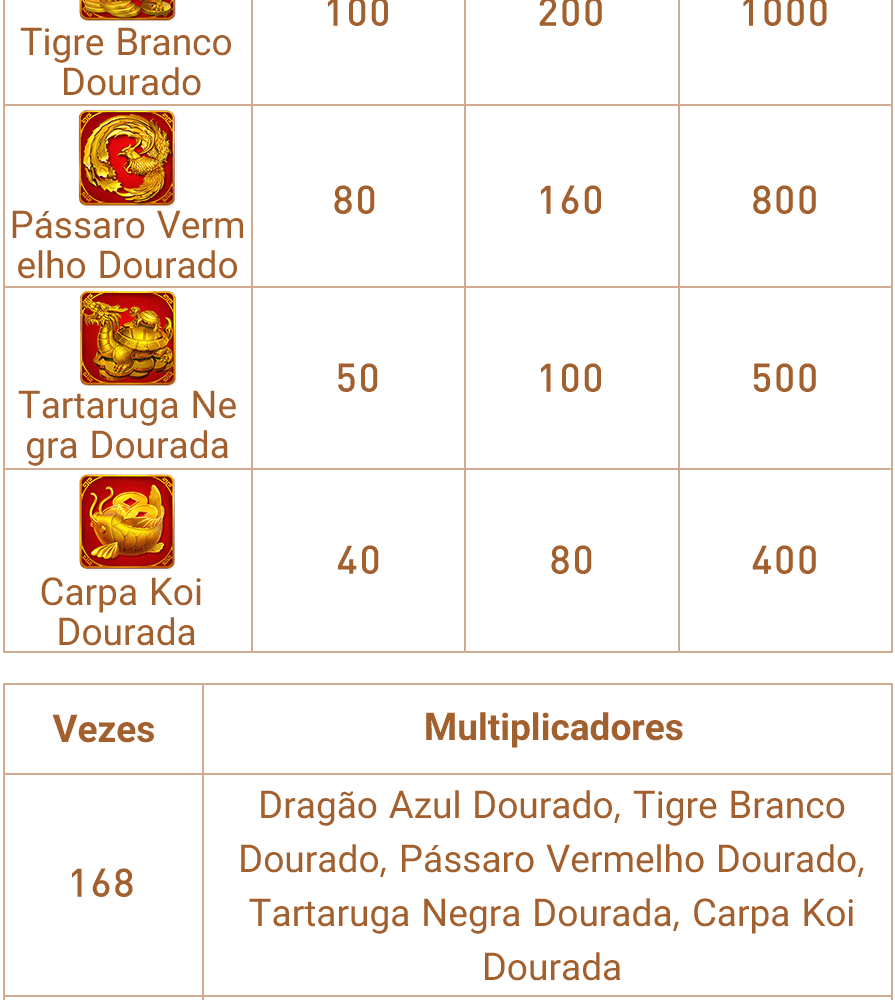 100 200 1000
Tigre Branco
Dourado
80 160 800
Pássaro Verm
elho Dourado
50 100 500
Tartaruga Ne
gra Dourada
40 80 400
Carpa Koi
Dourada
Vezes Multiplicadores
168
Dragão Azul Dourado, Tigre Branco
Dourado, Pássaro Vermelho Dourado,
Tartaruga Negra Dourada, Carpa Koi
Dourada